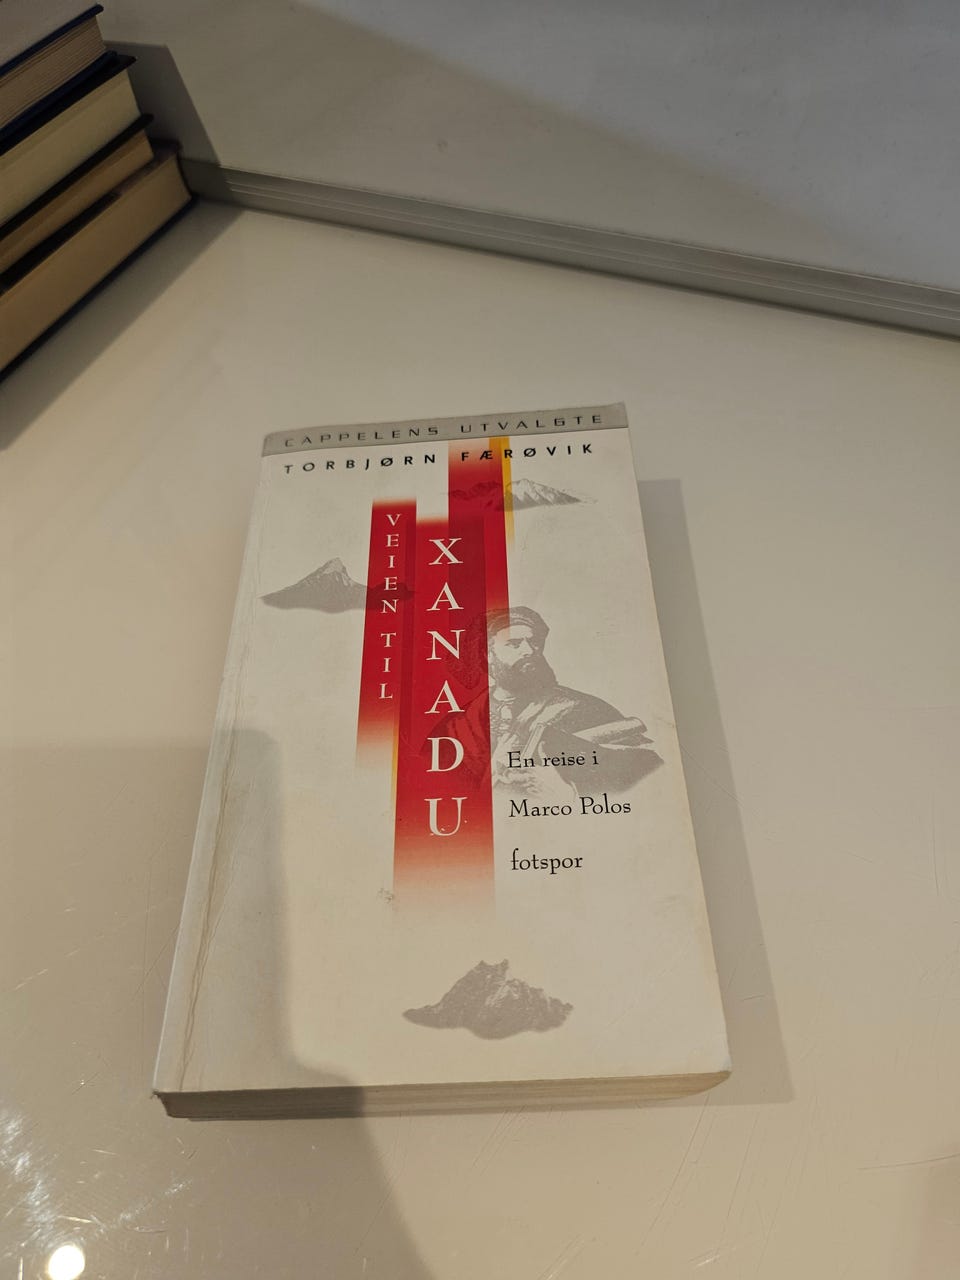 CAPPELENS UTVALGTE
TORBJØRN FÆRØVIK
VEIEN TIL
XANADU
En reise i
Marco Polos
fotspor